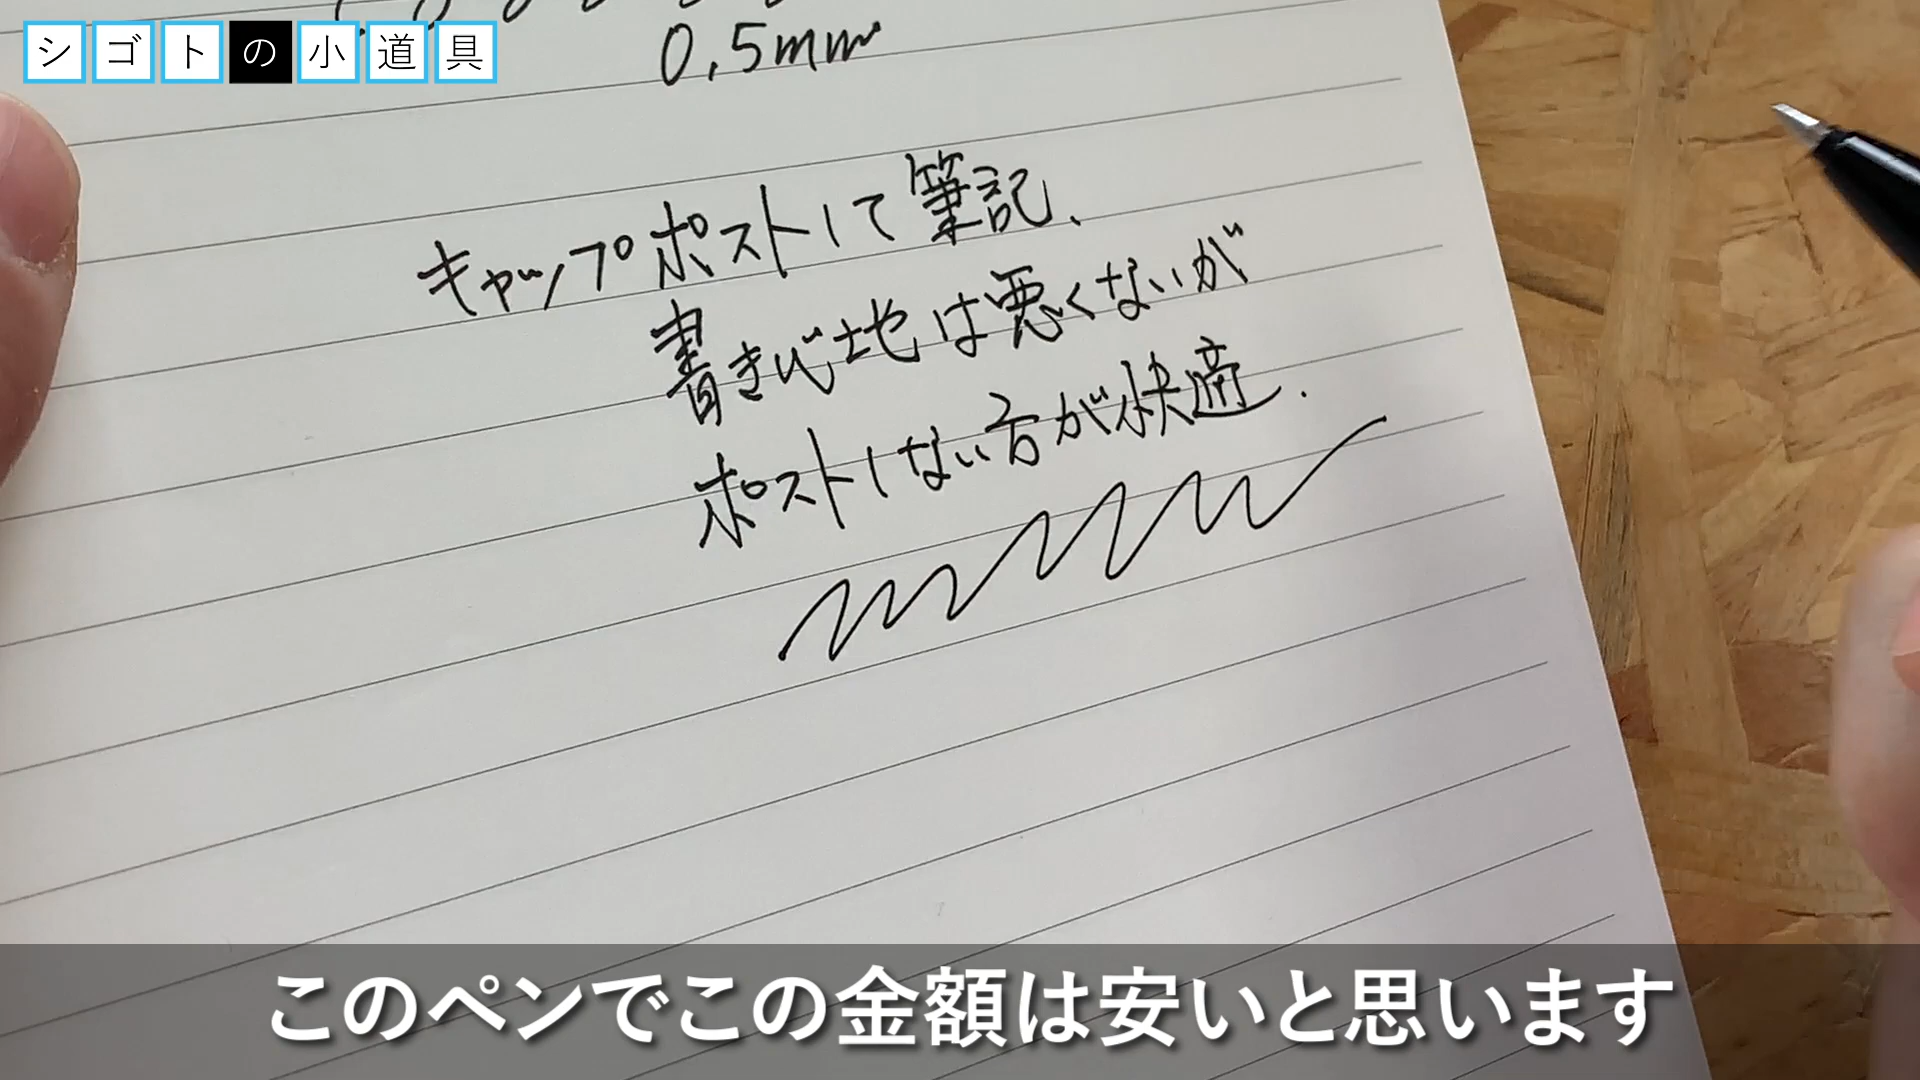 シゴトの小道具
0.5mm
キャップポストして筆記、
書き心地は悪くないが
ポストしない方が快適.
このペンでこの金額は安いと思います